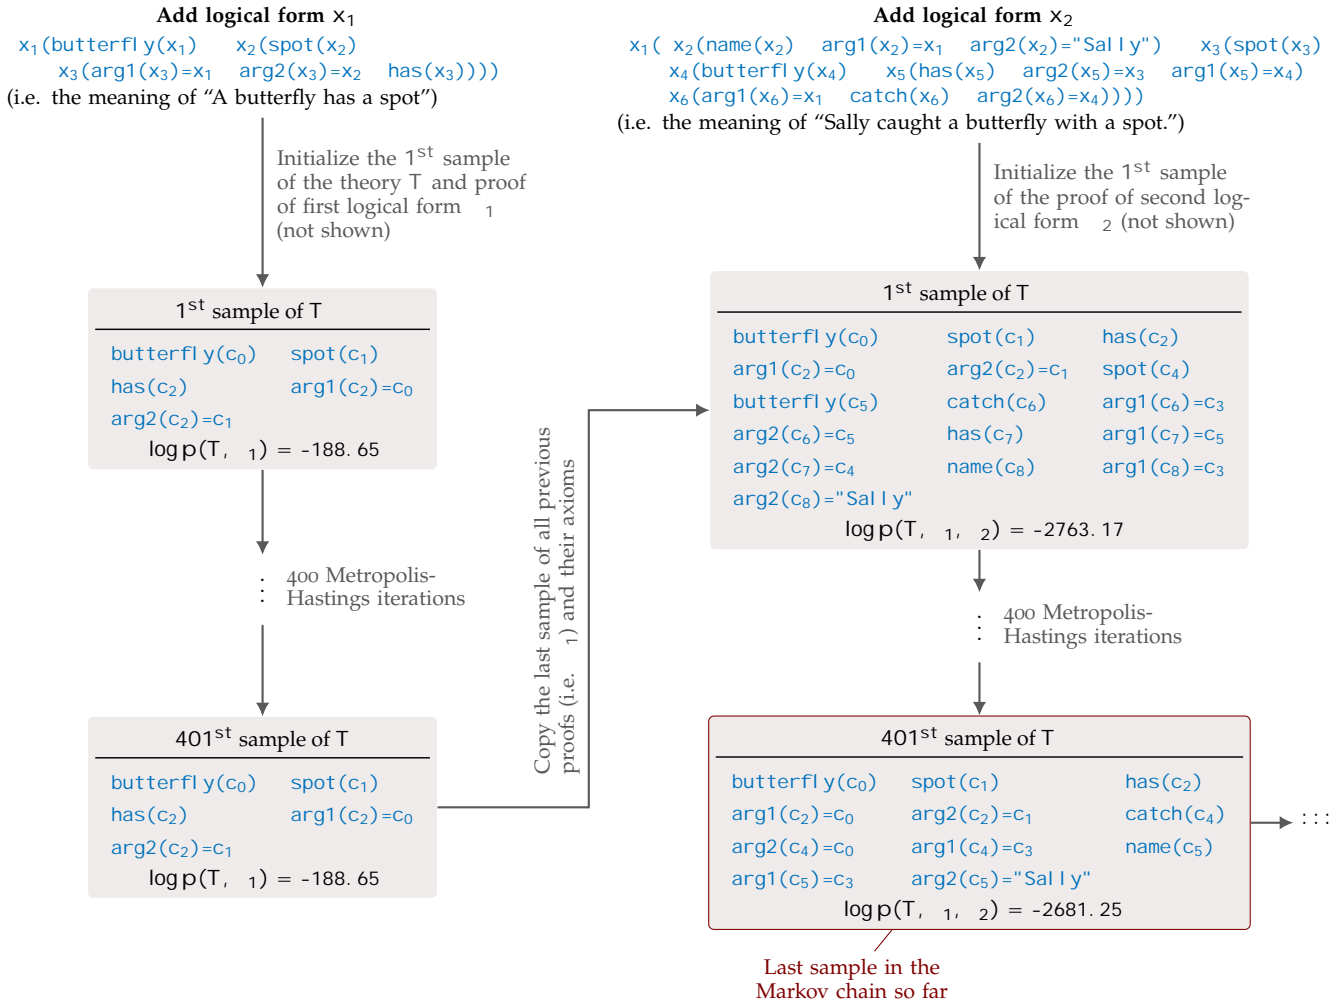 Add logical form x₁
x₁(butterfly(x₁) x₂(spot(x₂)
x₃(arg1(x₃)=x₁ arg2(x₃)=x₂ has(x₃))))
(i.e. the meaning of “A butterfly has a spot”)
Initialize the 1ˢᵗ sample
of the theory T and proof
of first logical form ₁
(not shown)
1ˢᵗ sample of T
butterfly(c₀) spot(c₁)
has(c₂) arg1(c₂)=c₀
arg2(c₂)=c₁
log p(T, ₁) = -188.65
400 Metropolis-
Hastings iterations
401ˢᵗ sample of T
butterfly(c₀) spot(c₁)
has(c₂) arg1(c₂)=c₀
arg2(c₂)=c₁
log p(T, ₁) = -188.65
Copy the last sample of all previous
proofs (i.e. ₁) and their axioms
Add logical form x₂
x₁( x₂(name(x₂) arg1(x₂)=x₁ arg2(x₂)="Sally") x₃(spot(x₃)
x₄(butterfly(x₄) x₅(has(x₅) arg2(x₅)=x₃ arg1(x₅)=x₄)
x₆(arg1(x₆)=x₁ catch(x₆) arg2(x₆)=x₄))))
(i.e. the meaning of “Sally caught a butterfly with a spot.”)
Initialize the 1ˢᵗ sample
of the proof of second log-
ical form ₂ (not shown)
1ˢᵗ sample of T
butterfly(c₀) spot(c₁) has(c₂)
arg1(c₂)=c₀ arg2(c₂)=c₁ spot(c₄)
butterfly(c₅) catch(c₆) arg1(c₆)=c₃
arg2(c₆)=c₅ has(c₇) arg1(c₇)=c₅
arg2(c₇)=c₄ name(c₈) arg1(c₈)=c₃
arg2(c₈)="Sally"
log p(T, ₁, ₂) = -2763.17
400 Metropolis-
Hastings iterations
401ˢᵗ sample of T
butterfly(c₀) spot(c₁) has(c₂)
arg1(c₂)=c₀ arg2(c₂)=c₁ catch(c₄)
arg2(c₄)=c₀ arg1(c₄)=c₃ name(c₅)
arg1(c₅)=c₃ arg2(c₅)="Sally"
log p(T, ₁, ₂) = -2681.25
Last sample in the
Markov chain so far